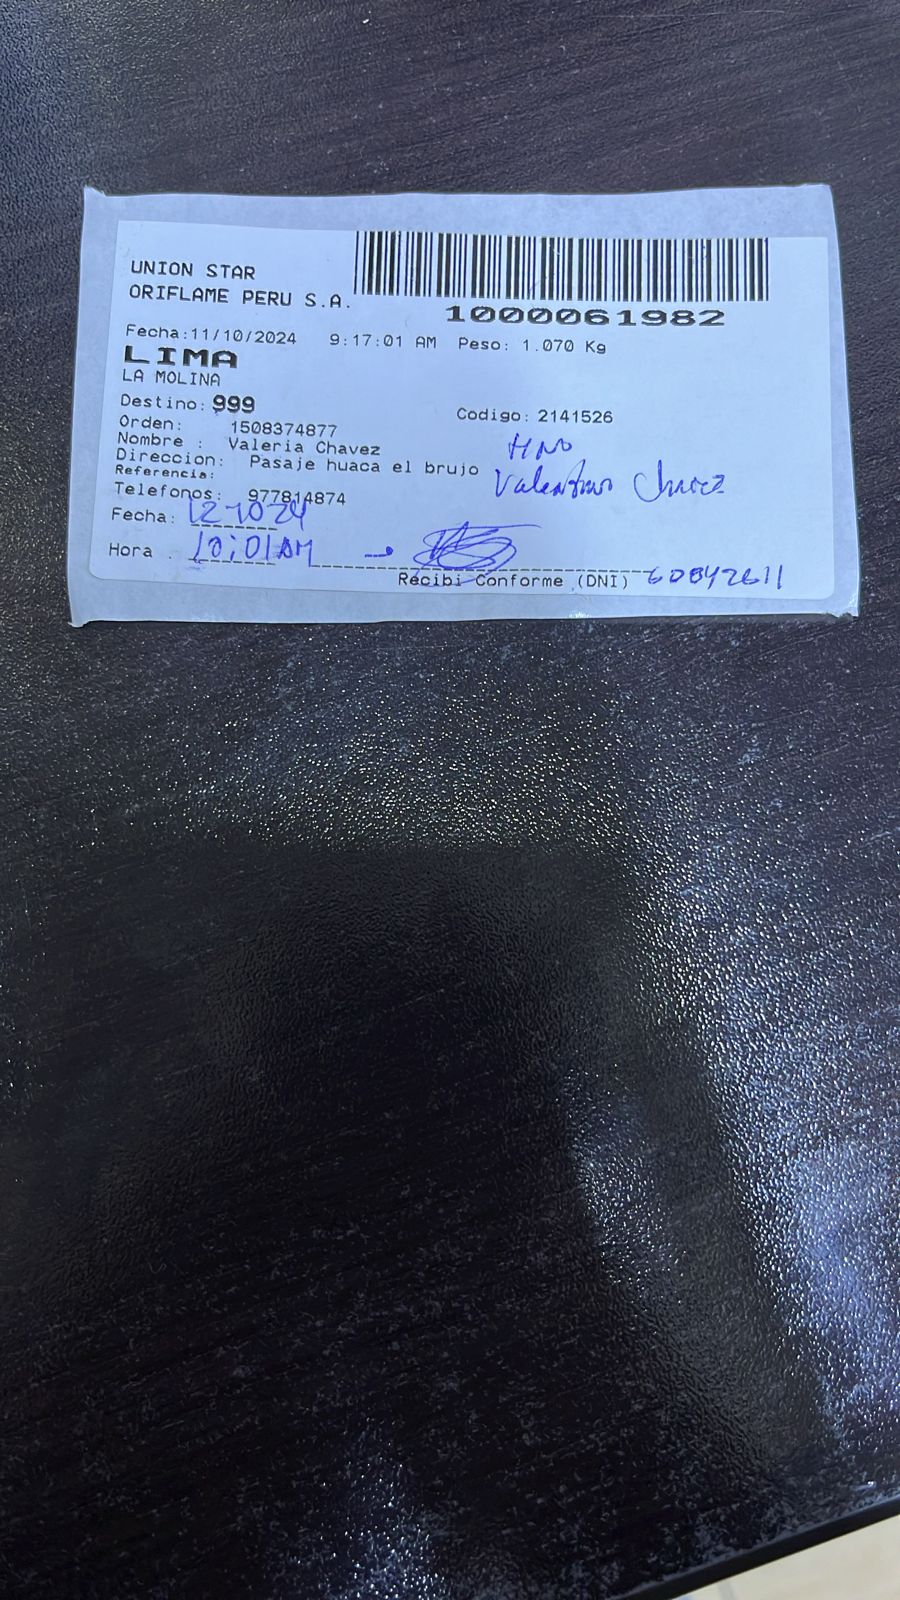 UNION STAR
ORIFLAME PERU S.A.
1000061982
Fecha:11/10/2024 9:17:01 AM Peso: 1.070 Kg
LIMA
LA MOLINA
Destino: 999
Codigo: 2141526
Orden: 1508374877
Nombre : Valeria Chavez
HNO
Direccion: Pasaje huaca el brujo
Valentino Chavez
Referencia:
Telefonos: 977814874
Fecha: 12-10-24
Hora : 10:01 AM
Recibi Conforme (DNI) 60842611